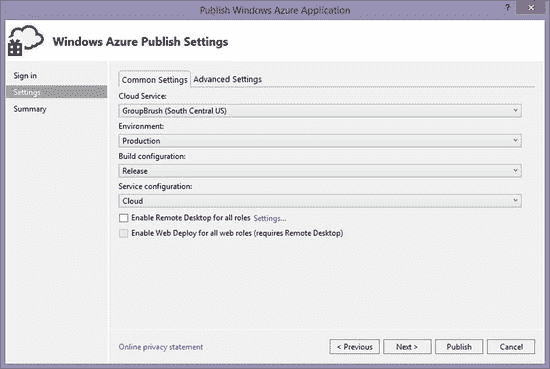 Publish Windows Azure Application
?
Windows Azure Publish Settings
Sign in
Settings
Summary
Common Settings
Advanced Settings
Cloud Service:
GroupBrush (South Central US)
Environment:
Production
Build configuration:
Release
Service configuration:
Cloud
Enable Remote Desktop for all roles Settings...
Enable Web Deploy for all web roles (requires Remote Desktop)
Online privacy statement
< Previous
Next >
Publish
Cancel